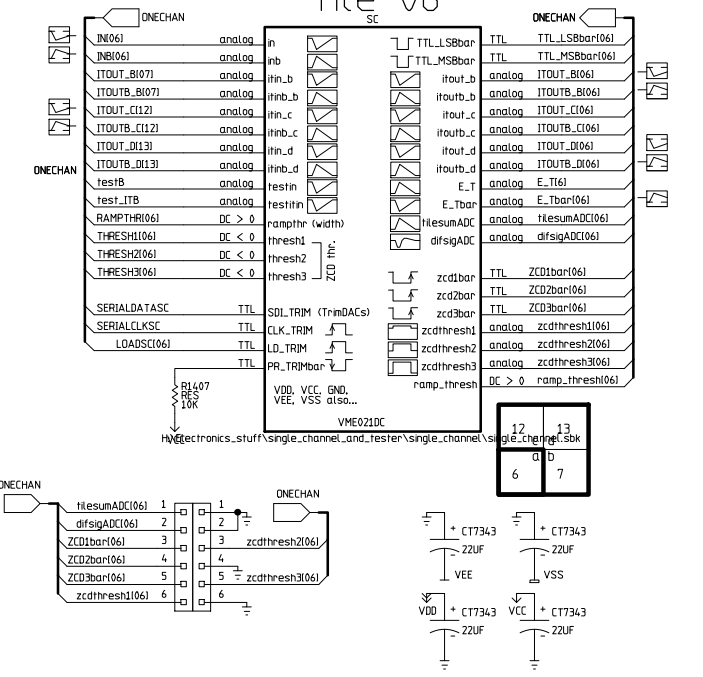 SC
ONECHAN
ONECHAN
IN[06] analog in TTL_LSBbar TTL TTL_LSBbar[06]
INB[06] analog inb TTL_MSBbar TTL TTL_MSBbar[06]
ITOUT_B[07] analog itin_b itout_b analog ITOUT_B[06]
ITOUTB_B[07] analog itinb_b itoutb_b analog ITOUTB_B[06]
ITOUT_C[12] analog itin_c itout_c analog ITOUT_C[06]
ITOUTB_C[12] analog itinb_c itoutb_c analog ITOUTB_C[06]
ITOUT_D[13] analog itin_d itout_d analog ITOUT_D[06]
ONECHAN
ITOUTB_D[13] analog itinb_d itoutb_d analog ITOUTB_D[06]
testB analog testin E_T analog E_T[6]
test_ITB analog testitin E_Tbar analog E_Tbar[06]
RAMPTHR[06] DC > 0 rampthr (width) tilesumADC analog tilesumADC[06]
THRESH1[06] DC < 0 thresh1 difsigADC analog difsigADC[06]
THRESH2[06] DC < 0 thresh2
THRESH3[06] DC < 0 thresh3
ZCD thr.
zcd1bar TTL ZCD1bar[06]
zcd2bar TTL ZCD2bar[06]
SERIALDATASC TTL SDI_TRIM (TrimDACs) zcd3bar TTL ZCD3bar[06]
SERIALCLKSC TTL CLK_TRIM zcdthresh1 analog zcdthresh1[06]
LOADSC[06] TTL LD_TRIM zcdthresh2 analog zcdthresh2[06]
TTL PR_TRIMbar zcdthresh3 analog zcdthresh3[06]
ramp_thresh DC > 0 ramp_thresh[06]
R1407
RES
10K
VCC
VDD, VCC, GND,
VEE, VSS also...
VME021DC
H:\Electronics_stuff\single_channel_and_tester\single_channel\single_channel.sbk
12 13
c d
a b
6 7
ONECHAN
ONECHAN
tilesumADC[06] 1 1
difsigADC[06] 2 2
ZCD1bar[06] 3 3 zcdthresh2[06]
ZCD2bar[06] 4 4
ZCD3bar[06] 5 5 zcdthresh3[06]
zcdthresh1[06] 6 6
+ CT7343
22UF
VEE
+ CT7343
22UF
VSS
VDD
+ CT7343
22UF
VCC
+ CT7343
22UF